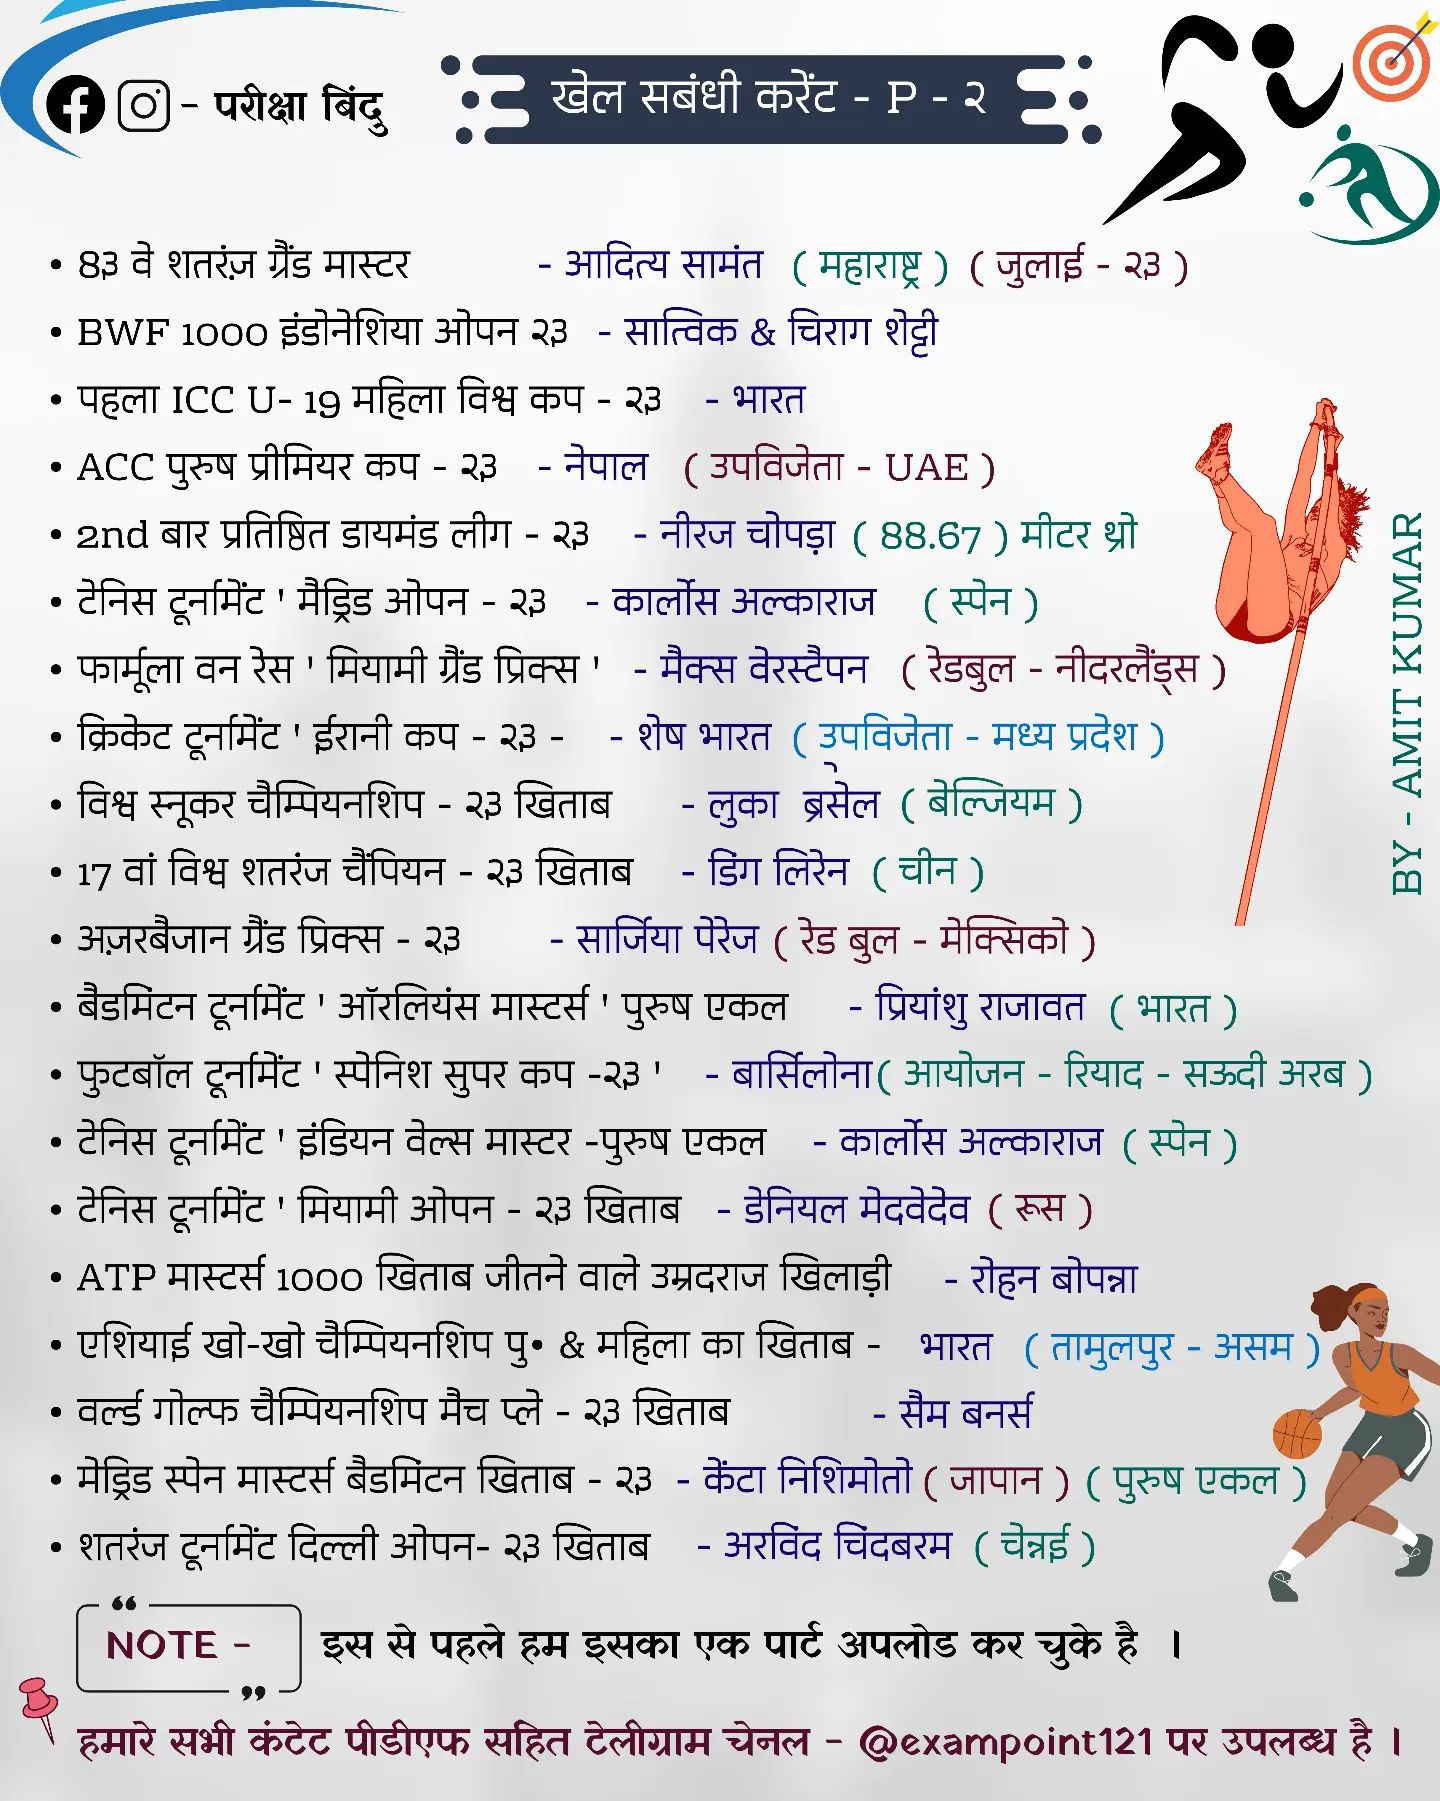 - परीक्षा बिंदु
खेल सबंधी करेंट - P - २
• 8३ वे शतरंज़ ग्रैंड मास्टर - आदित्य सामंत ( महाराष्ट्र ) ( जुलाई - २३ )
• BWF 1000 इंडोनेशिया ओपन २३ - सात्विक & चिराग शेट्टी
• पहला ICC U- 19 महिला विश्व कप - २३ - भारत
• ACC पुरुष प्रीमियर कप - २३ - नेपाल ( उपविजेता - UAE )
• 2nd बार प्रतिष्ठित डायमंड लीग - २३ - नीरज चोपड़ा ( 88.67 ) मीटर थ्रो
• टेनिस टूर्नामेंट ' मैड्रिड ओपन - २३ - कार्लोस अल्काराज ( स्पेन )
• फार्मूला वन रेस ' मियामी ग्रैंड प्रिक्स ' - मैक्स वेरस्टैपन ( रेडबुल - नीदरलैंड्स )
• क्रिकेट टूर्नामेंट ' ईरानी कप - २३ - - शेष भारत ( उपविजेता - मध्य प्रदेश )
• विश्व स्नूकर चैम्पियनशिप - २३ खिताब - लुका ब्रसेल ( बेल्जियम )
• 17 वां विश्व शतरंज चैंपियन - २३ खिताब - डिंग लिरेन ( चीन )
• अज़रबैजान ग्रैंड प्रिक्स - २३ - सार्जिया पेरेज ( रेड बुल - मेक्सिको )
• बैडमिंटन टूर्नामेंट ' ऑरलियंस मास्टर्स ' पुरुष एकल - प्रियांशु राजावत ( भारत )
• फुटबॉल टूर्नामेंट ' स्पेनिश सुपर कप -२३ ' - बार्सिलोना ( आयोजन - रियाद - सऊदी अरब )
• टेनिस टूर्नामेंट ' इंडियन वेल्स मास्टर -पुरुष एकल - कार्लोस अल्काराज ( स्पेन )
• टेनिस टूर्नामेंट ' मियामी ओपन - २३ खिताब - डेनियल मेदवेदेव ( रूस )
• ATP मास्टर्स 1000 खिताब जीतने वाले उम्रदराज खिलाड़ी - रोहन बोपन्ना
• एशियाई खो-खो चैम्पियनशिप पु• & महिला का खिताब - भारत ( तामुलपुर - असम )
• वर्ल्ड गोल्फ चैम्पियनशिप मैच प्ले - २३ खिताब - सैम बनर्स
• मेड्रिड स्पेन मास्टर्स बैडमिंटन खिताब - २३ - केंटा निशिमोतो ( जापान ) ( पुरुष एकल )
• शतरंज टूर्नामेंट दिल्ली ओपन- २३ खिताब - अरविंद चिंदबरम ( चेन्नई )
BY - AMIT KUMAR
“ NOTE - ” इस से पहले हम इसका एक पार्ट अपलोड कर चुके है ।
हमारे सभी कंटेट पीडीएफ सहित टेलीग्राम चेनल - @exampoint121 पर उपलब्ध है ।